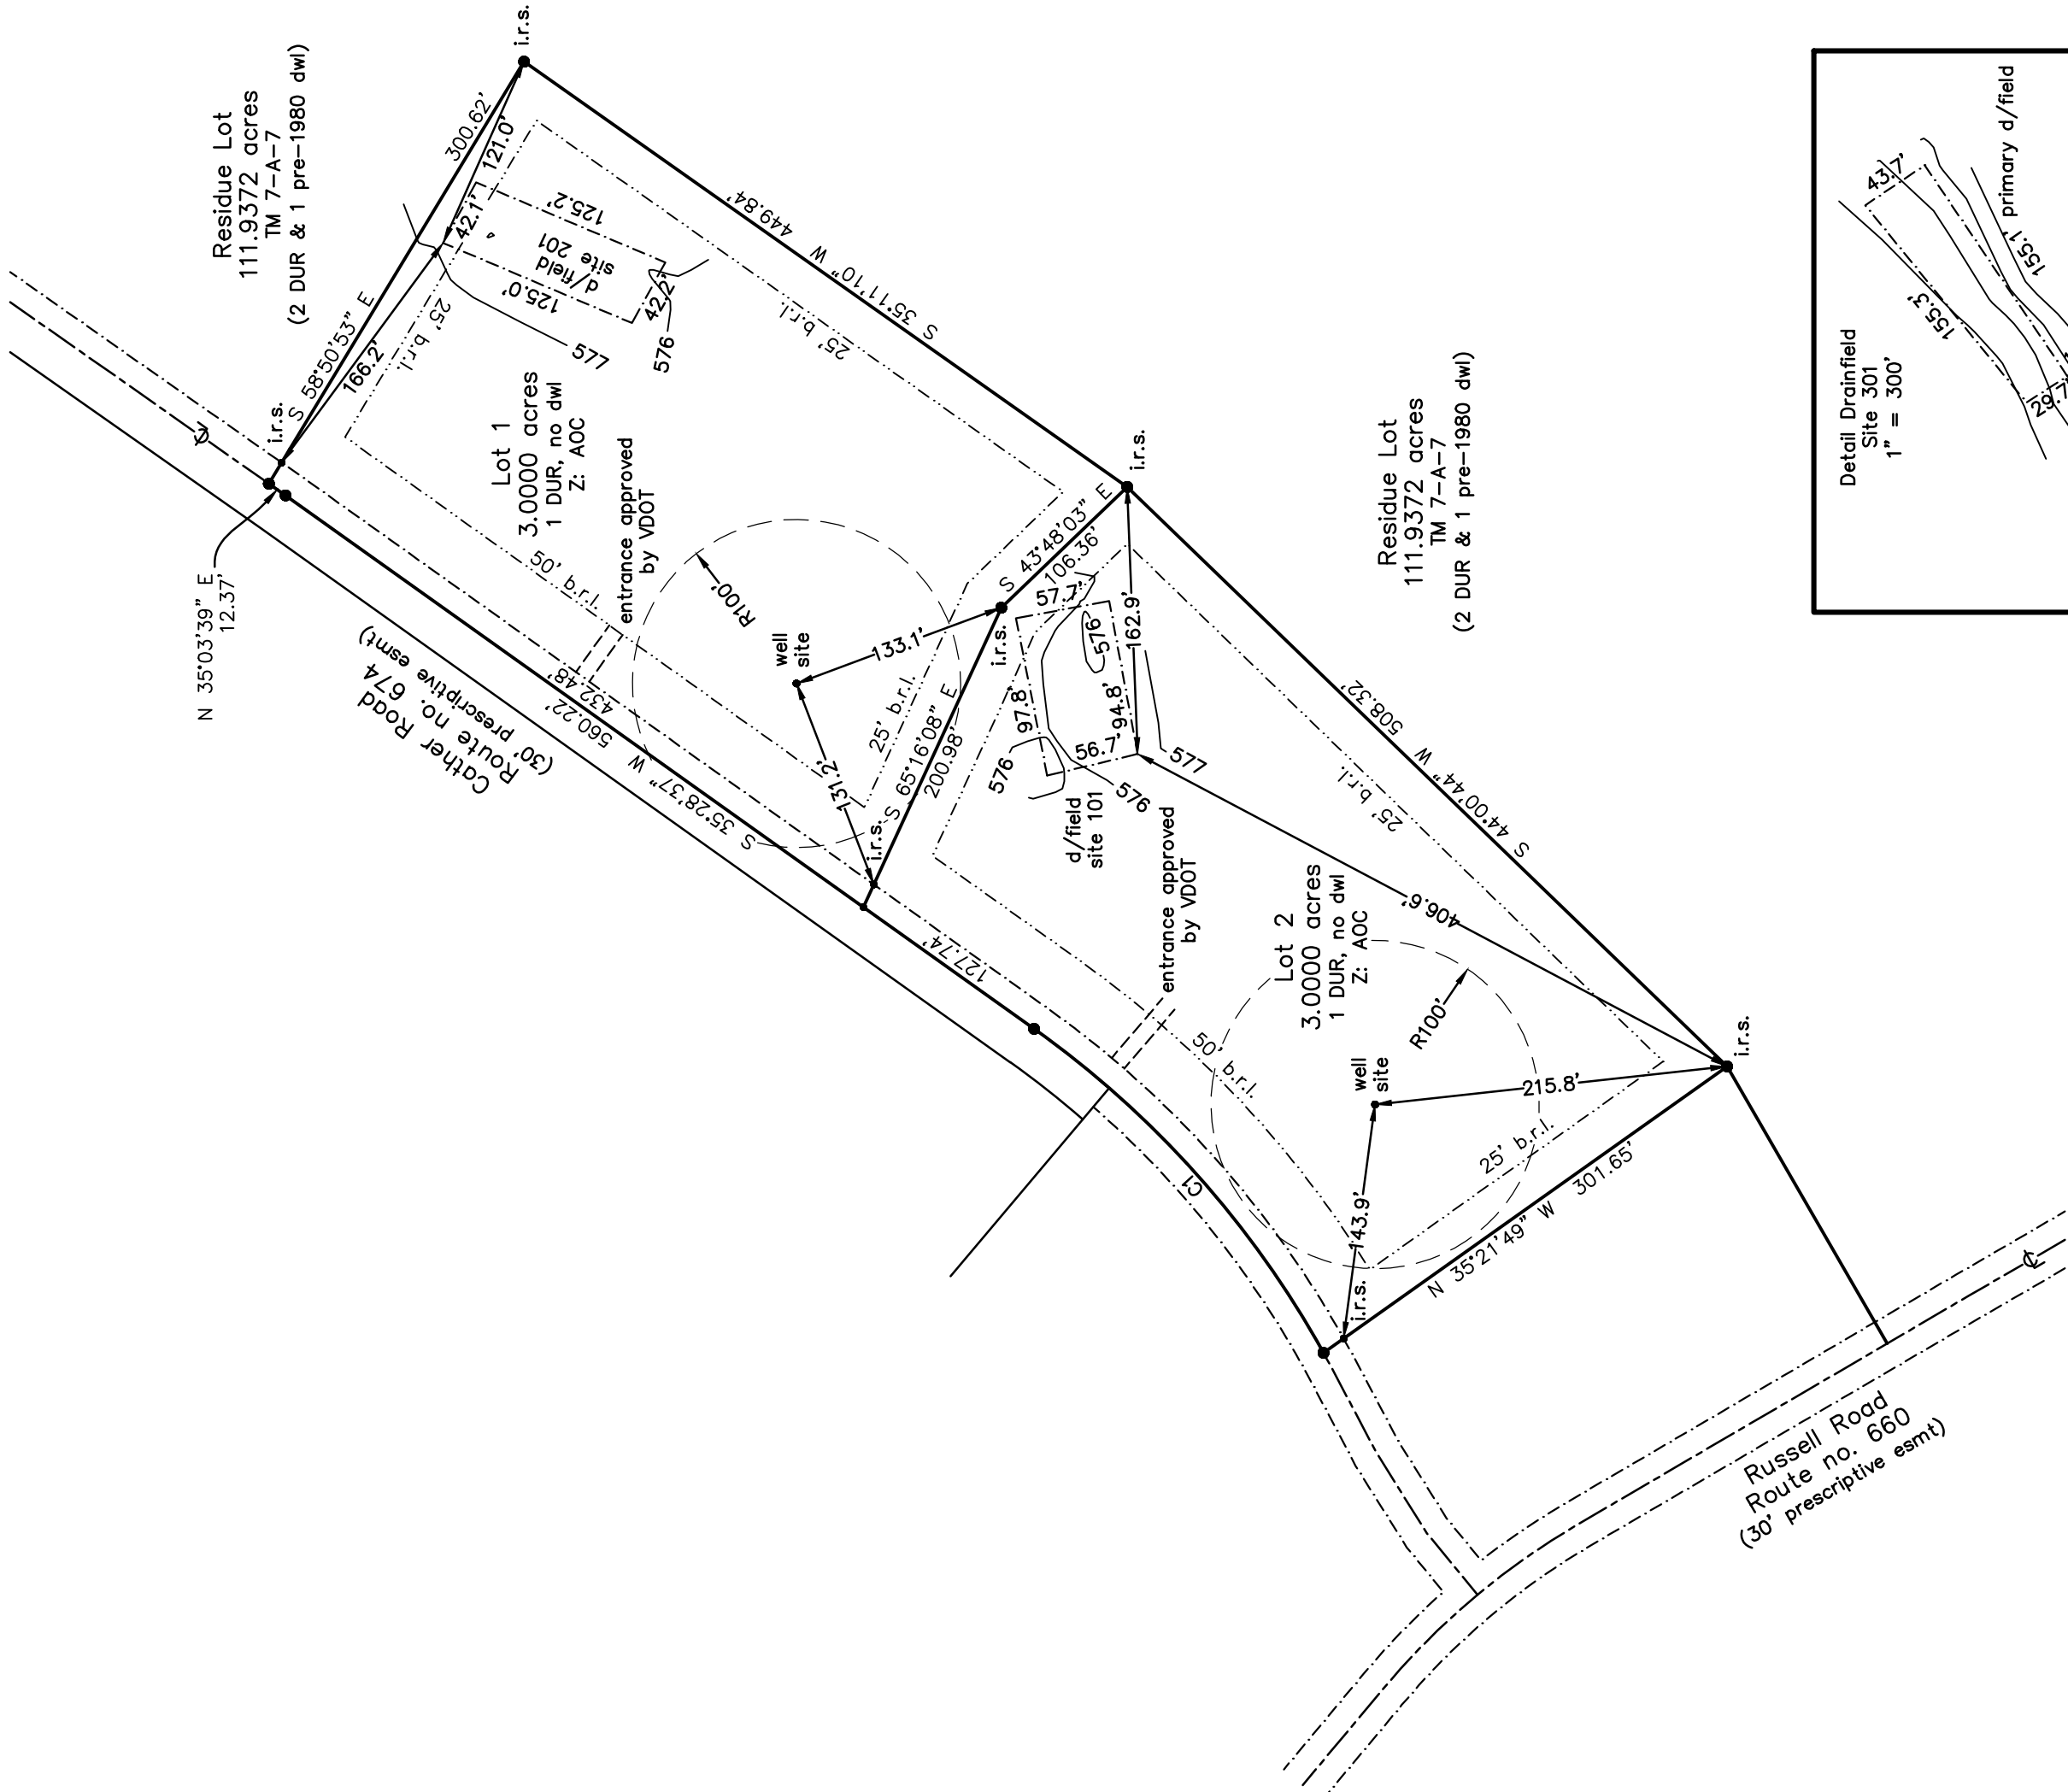 i.r.s.
Residue Lot
111.9372 acres
TM 7-A-7
(2 DUR & 1 pre-1980 dwl)
300.62'
121.0'
42.1'
125.2'
d/field
site 201
125.0'
42.2'
S 58°50'53" E
166.2'
25' b.r.l.
577
576
i.r.s.
N 35°03'39" E
12.37'
S 35°11'10" W 449.84'
25' b.r.l.
Lot 1
3.0000 acres
1 DUR, no dwl
Z: AOC
entrance approved
by VDOT
50' b.r.l.
R100'
well
site
133.1'
131.2'
Cather Road
Route no. 674
(30' prescriptive esmt)
432.48'
S 35°28'37" W 560.22'
25' b.r.l.
S 65°16'08" E
200.98'
i.r.s.
i.r.s.
S 43°48'03" E
106.36'
i.r.s.
57.7'
576
162.9'
97.8'
94.8'
56.7'
576
576
577
d/field
site 101
Residue Lot
111.9372 acres
TM 7-A-7
(2 DUR & 1 pre-1980 dwl)
S 44°00'44" W 508.32'
25' b.r.l.
406.6'
127.74'
entrance approved
by VDOT
Lot 2
3.0000 acres
1 DUR, no dwl
Z: AOC
R100'
50' b.r.l.
well
site
215.8'
143.9'
25' b.r.l.
N 35°21'49" W 301.65'
i.r.s.
i.r.s.
C1
Russell Road
Route no. 660
(30' prescriptive esmt)
Detail Drainfield
Site 301
1" = 300'
43.7'
155.3'
155.1'
primary d/field
29.7